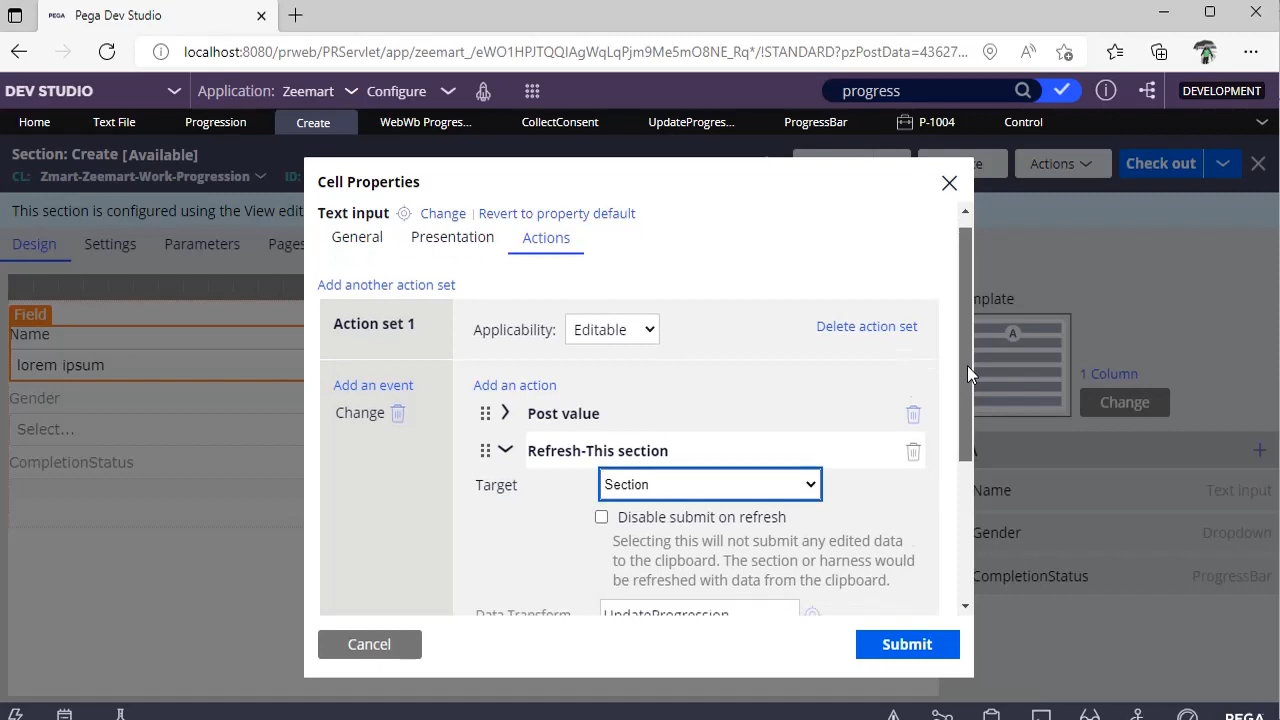 PEGA Pega Dev Studio
localhost:8080/prweb/PRServlet/app/zeemart_/eWO1HPJTQQIAgWqLqPjm9Me5mO8NE_Rq*/!STANDARD?pzPostData=43627...
DEV STUDIO Application: Zeemart Configure progress DEVELOPMENT
Home Text File Progression Create WebWb Progres... CollectConsent UpdateProgres... ProgressBar P-1004 Control
Section: Create [Available] Actions Check out
CL: Zmart-Zeemart-Work-Progression ID:
This section is configured using the View edit
Design Settings Parameters Pages
Cell Properties
Text input Change | Revert to property default
General Presentation Actions
Add another action set
Action set 1 Applicability: Editable Delete action set
Add an event Add an action
Change Post value
Refresh-This section
Target Section
Disable submit on refresh
Selecting this will not submit any edited data
to the clipboard. The section or harness would
be refreshed with data from the clipboard.
Data Transform UpdateProgression
Cancel Submit
Field
Name
lorem ipsum
Gender
Select...
CompletionStatus
A
1 Column
Change
Name Text input
Gender Dropdown
CompletionStatus ProgressBar
PEGA